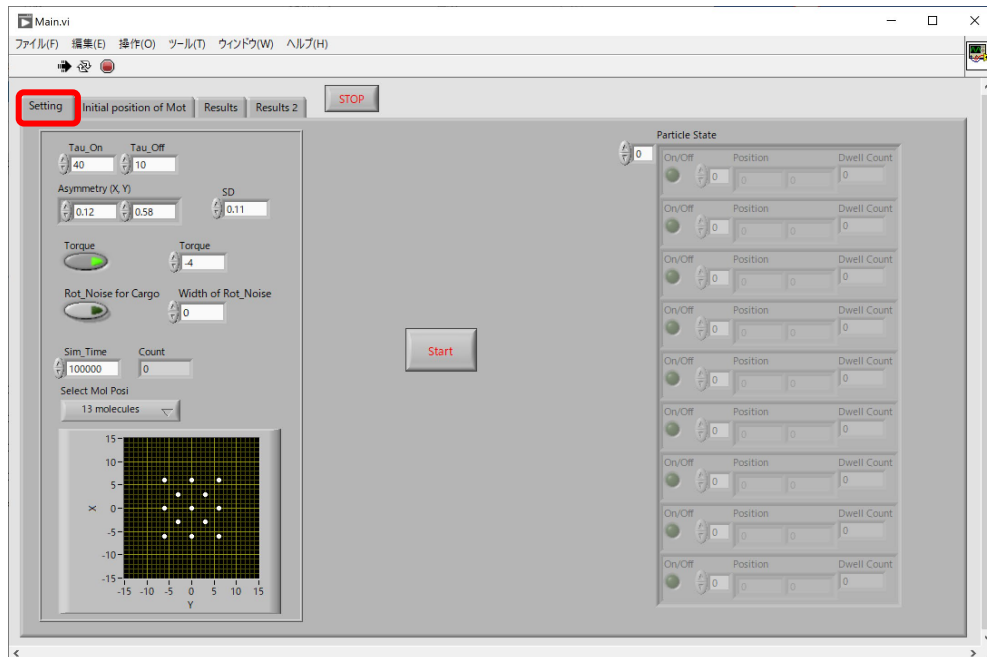 Main.vi
ファイル(F) 編集(E) 操作(O) ツール(T) ウィンドウ(W) ヘルプ(H)
Setting Initial position of Mot Results Results 2 STOP
Tau_On Tau_Off
40 10
Asymmetry (X, Y) SD
0.12 0.58 0.11
Torque Torque
-4
Rot_Noise for Cargo Width of Rot_Noise
0
Sim_Time Count
100000 0
Select Mol Posi
13 molecules
15
10
5
X 0
-5
-10
-15
-15 -10 -5 0 5 10 15
Y
Start
Particle State
0
On/Off Position Dwell Count
0 0 0 0
On/Off Position Dwell Count
0 0 0 0
On/Off Position Dwell Count
0 0 0 0
On/Off Position Dwell Count
0 0 0 0
On/Off Position Dwell Count
0 0 0 0
On/Off Position Dwell Count
0 0 0 0
On/Off Position Dwell Count
0 0 0 0
On/Off Position Dwell Count
0 0 0 0
On/Off Position Dwell Count
0 0 0 0